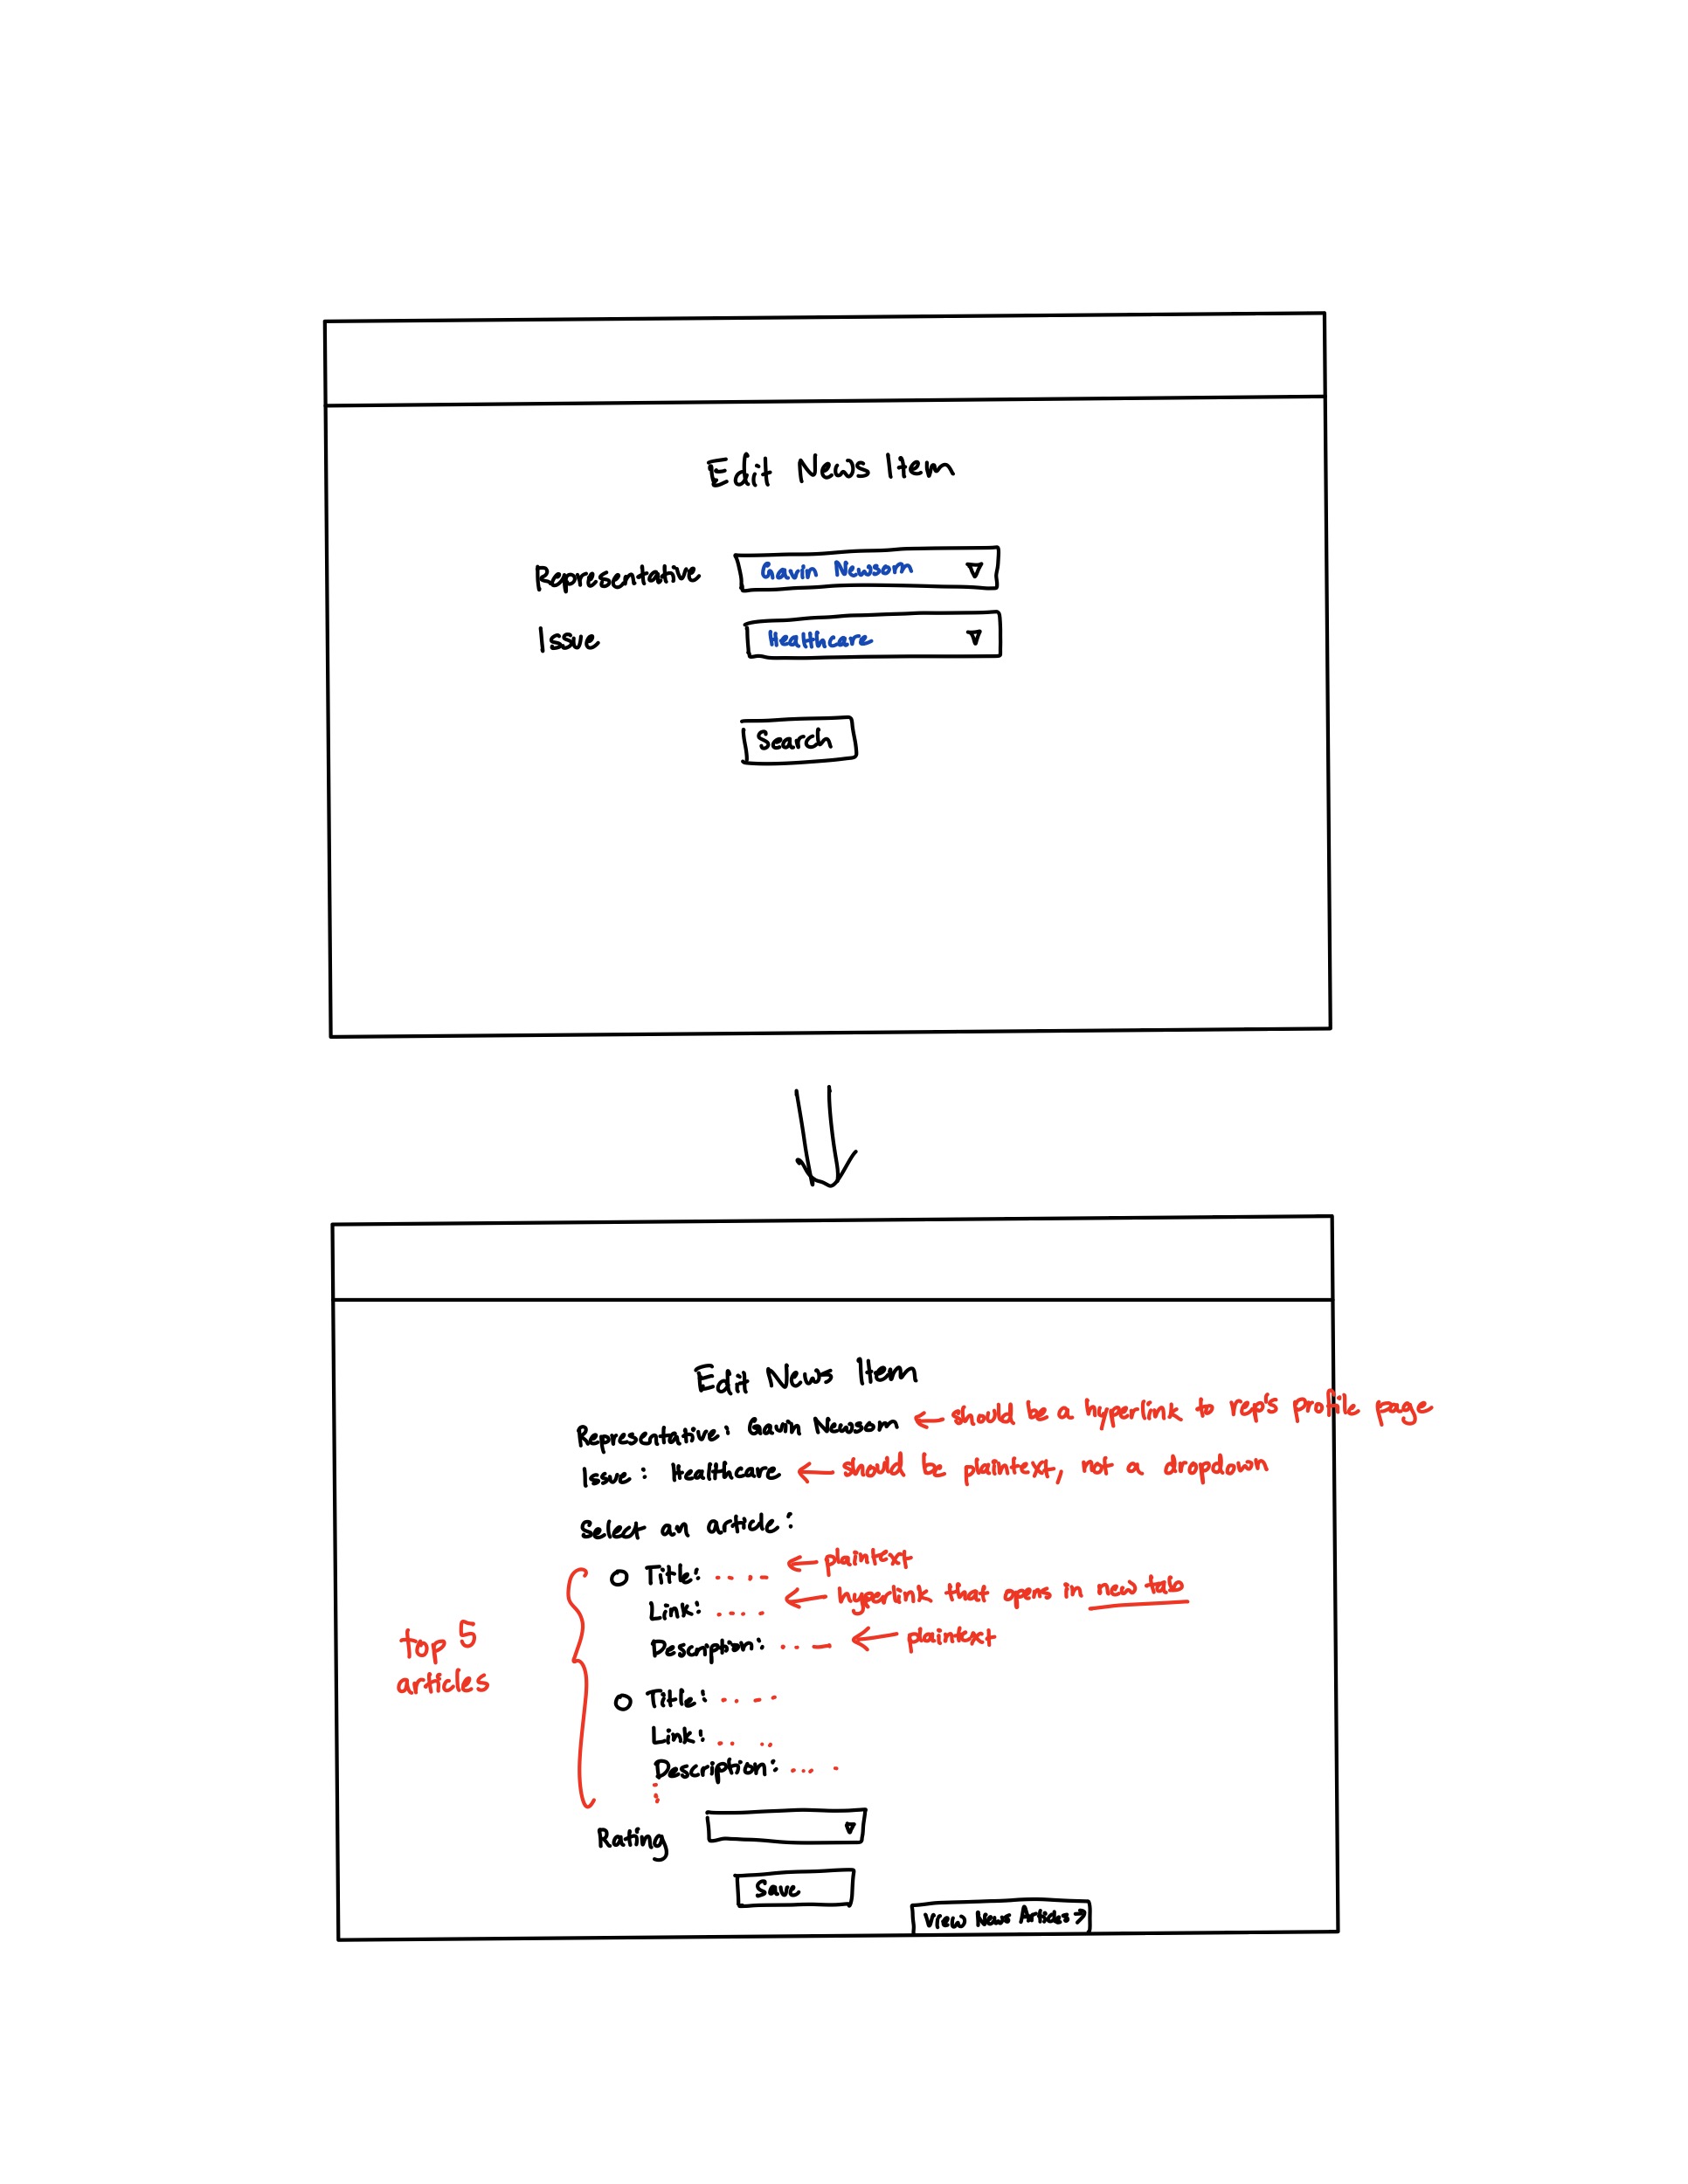 Edit News Item
Representative Gavin Newsom
Issue Healthcare
Search
Edit News Item
Representative: Gavin Newsom ← should be a hyperlink to rep's profile page
Issue: Healthcare ← should be plaintext, not a dropdown
Select an article:
Title: .... ← plaintext
Link: .... ← hyperlink that opens in new tab
Description: .... ← plaintext
top 5
articles
Title: ....
Link: ....
Description: ....
Rating
Save
View News Articles →